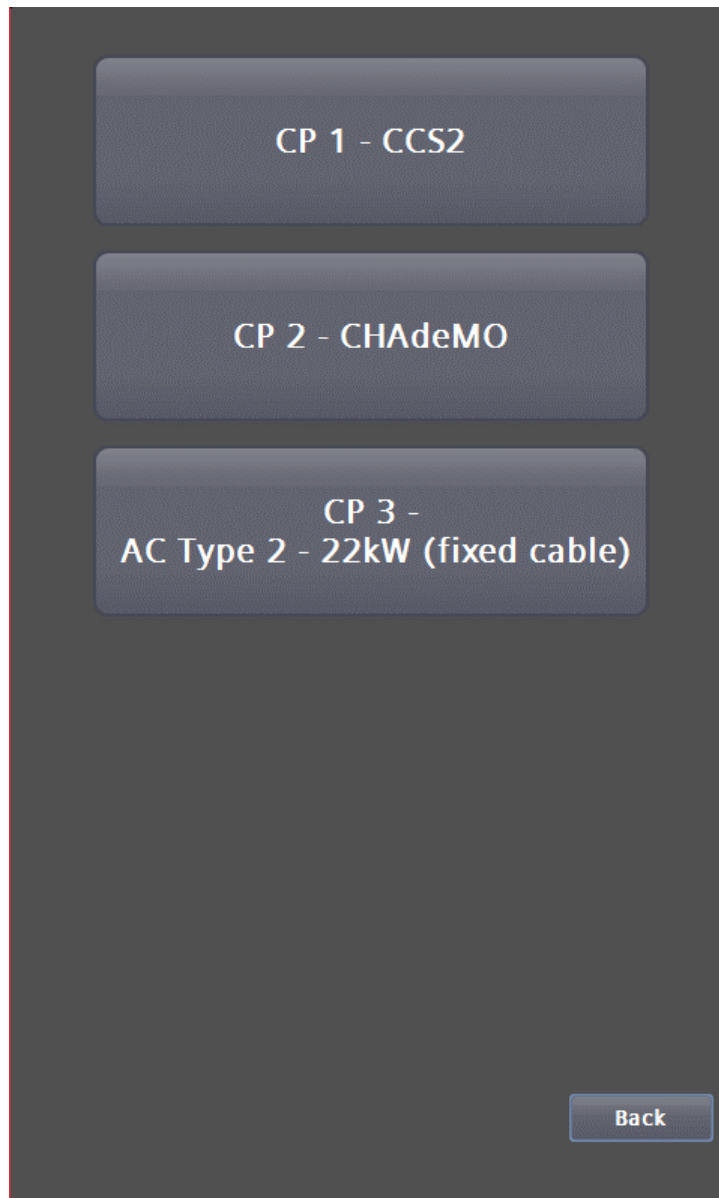 CP 1 - CCS2
CP 2 - CHAdeMO
CP 3 -
AC Type 2 - 22kW (fixed cable)
Back